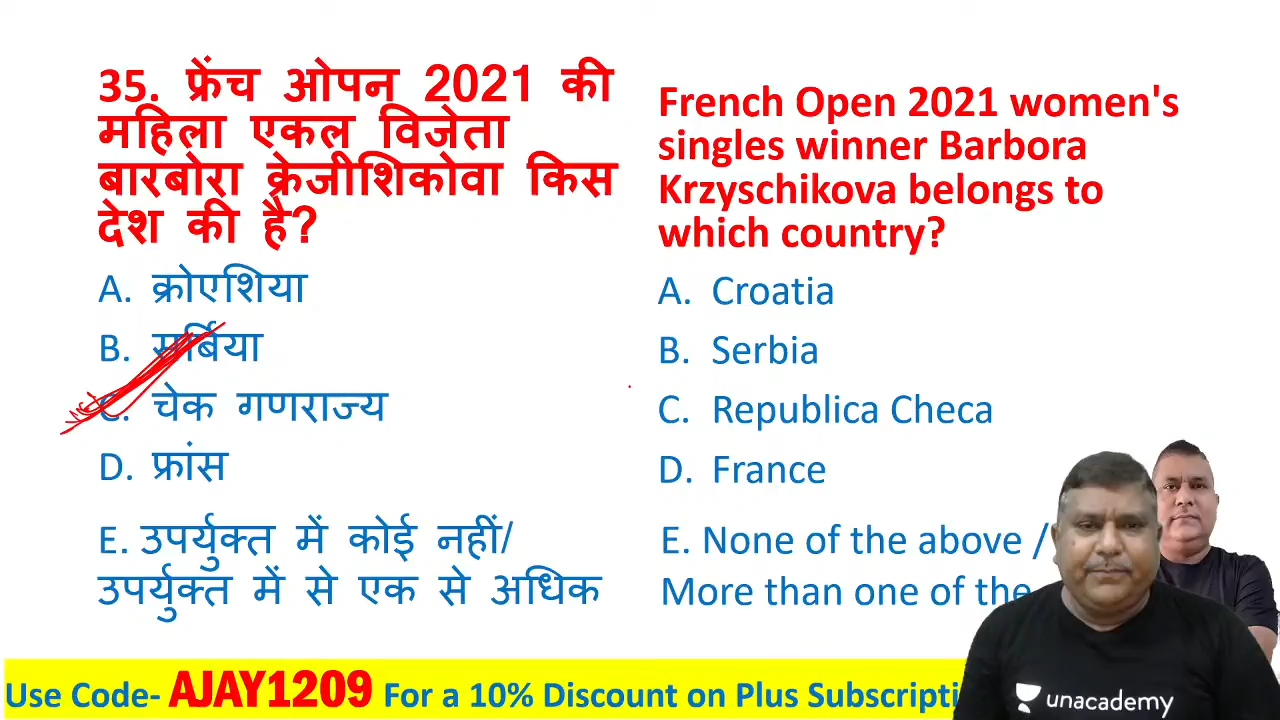 35. फ्रेंच ओपन 2021 की
महिला एकल विजेता
बारबोरा क्रेजीशिकोवा किस
देश की है?
A. क्रोएशिया
B. सर्बिया
C. चेक गणराज्य
D. फ्रांस
E. उपर्युक्त में कोई नहीं/
उपर्युक्त में से एक से अधिक
French Open 2021 women's
singles winner Barbora
Krzyschikova belongs to
which country?
A. Croatia
B. Serbia
C. Republica Checa
D. France
E. None of the above /
More than one of the
Use Code- AJAY1209 For a 10% Discount on Plus Subscripti
unacademy